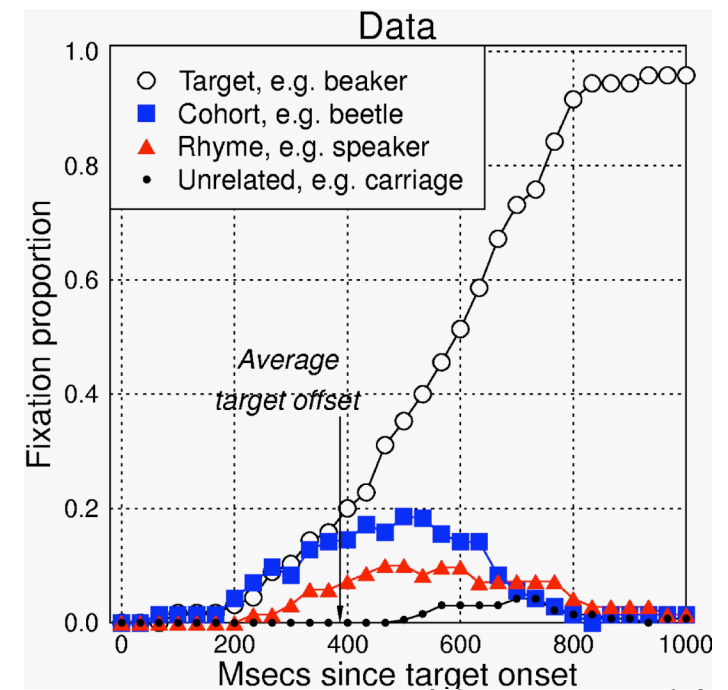 Data
1.0
0.8
0.6
0.4
0.2
0.0
Fixation proportion
Target, e.g. beaker
Cohort, e.g. beetle
Rhyme, e.g. speaker
Unrelated, e.g. carriage
Average
target offset
0 200 400 600 800 1000
Msecs since target onset